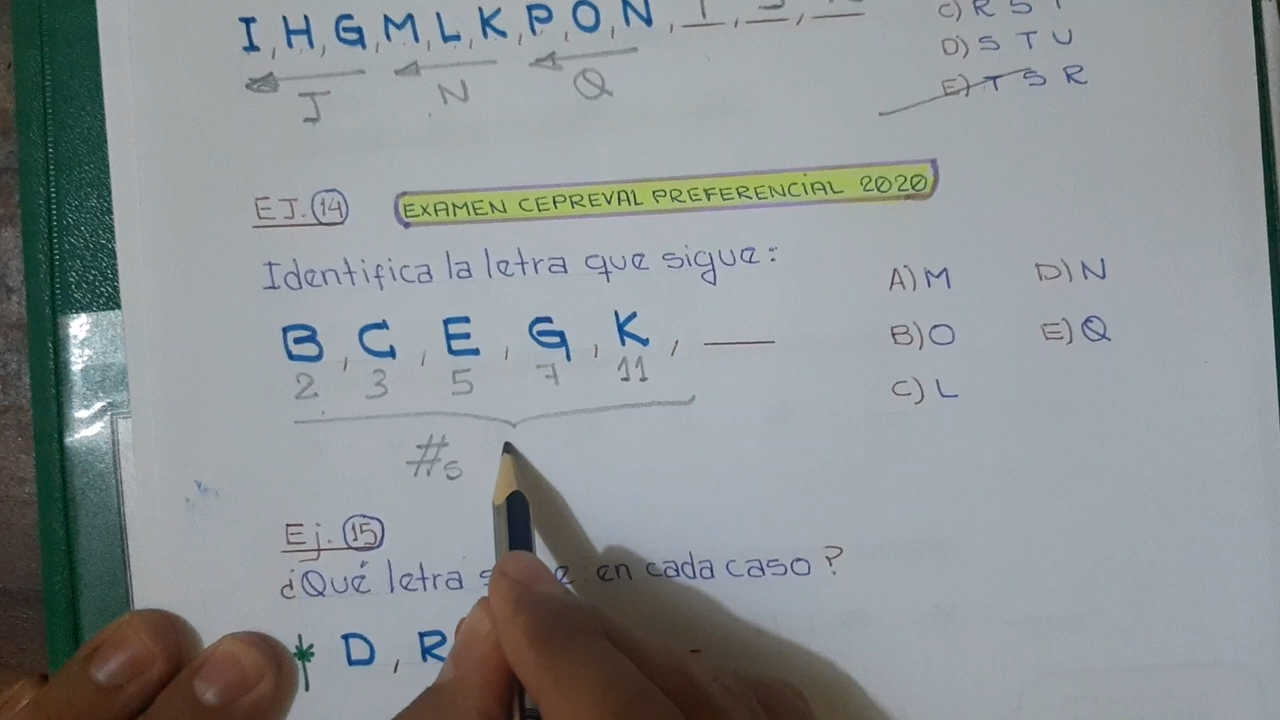 I, H, G, M, L, K, P, O, N, _, _, _
J N Q
C) R S T
D) S T U
E) T S R
EJ. 14 EXAMEN CEPREVAL PREFERENCIAL 2020
Identifica la letra que sigue:
B, C, E, G, K, ___
2 3 5 7 11
#s
A) M D) N
B) O E) Q
C) L
Ej. 15
¿Qué letra en cada caso?
* D, R